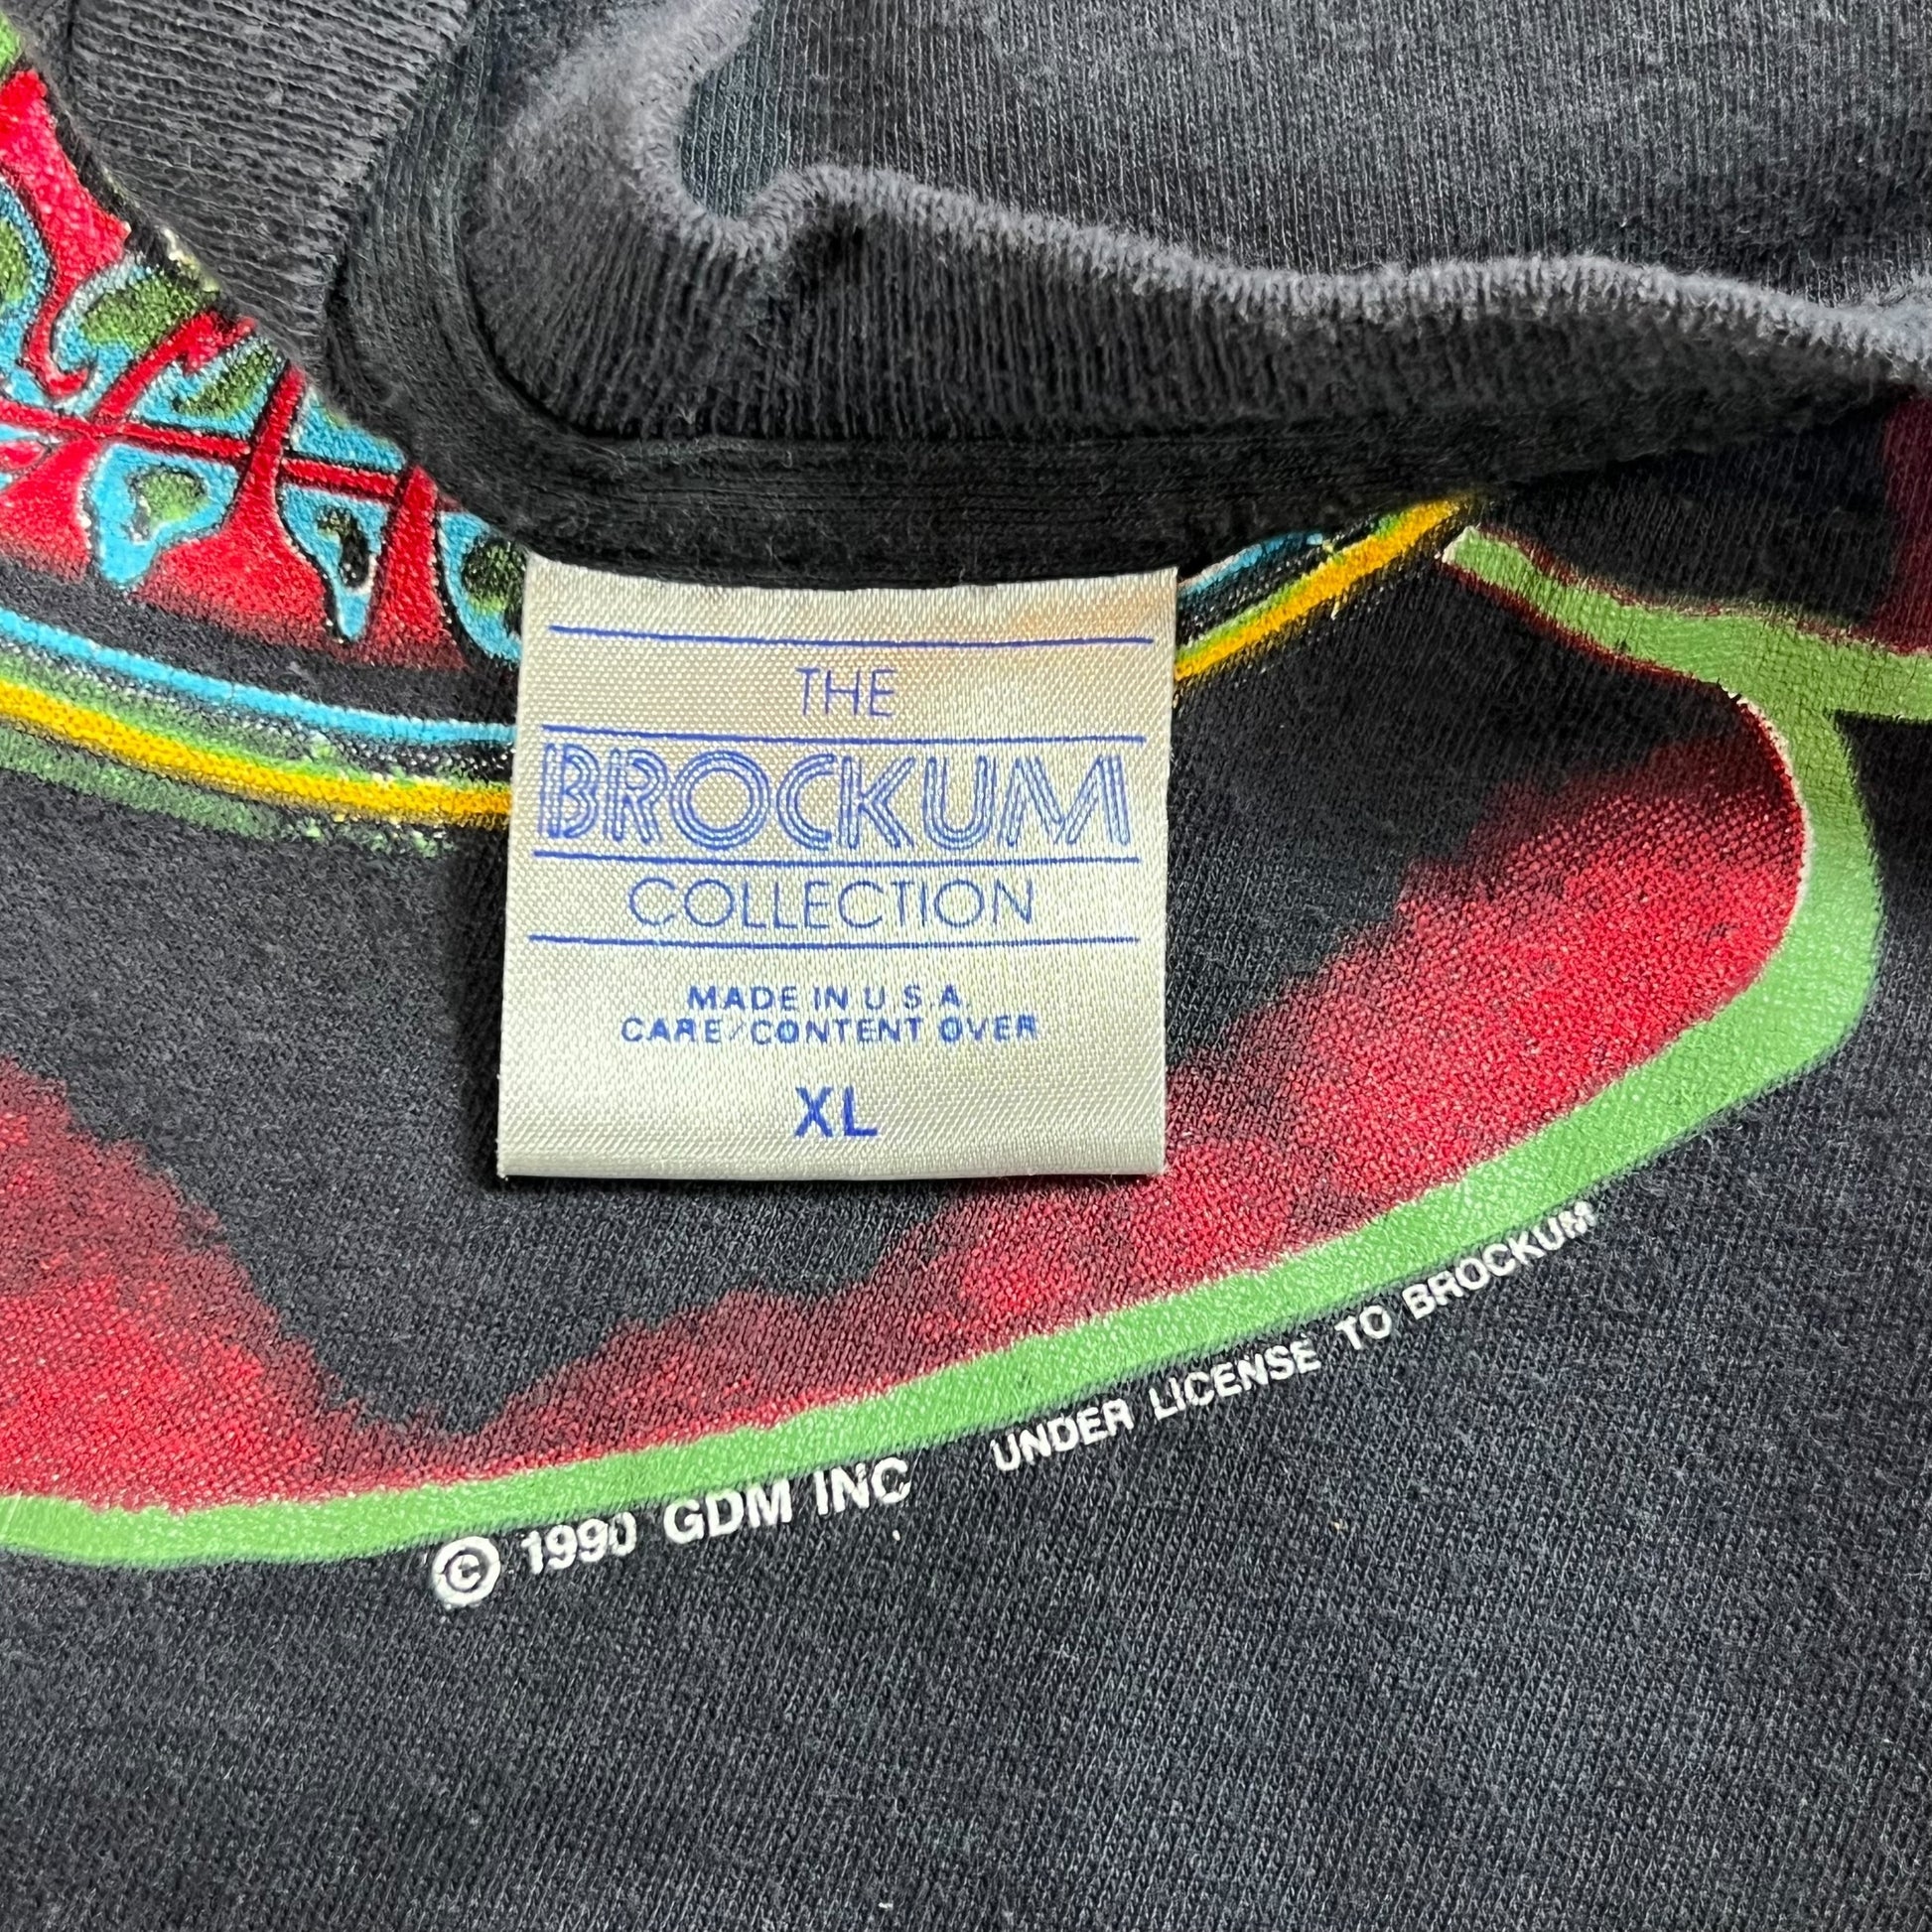 THE
BROCKUM
COLLECTION
MADE IN U.S.A.
CARE/CONTENT OVER
XL
© 1990 GDM INC UNDER LICENSE TO BROCKUM